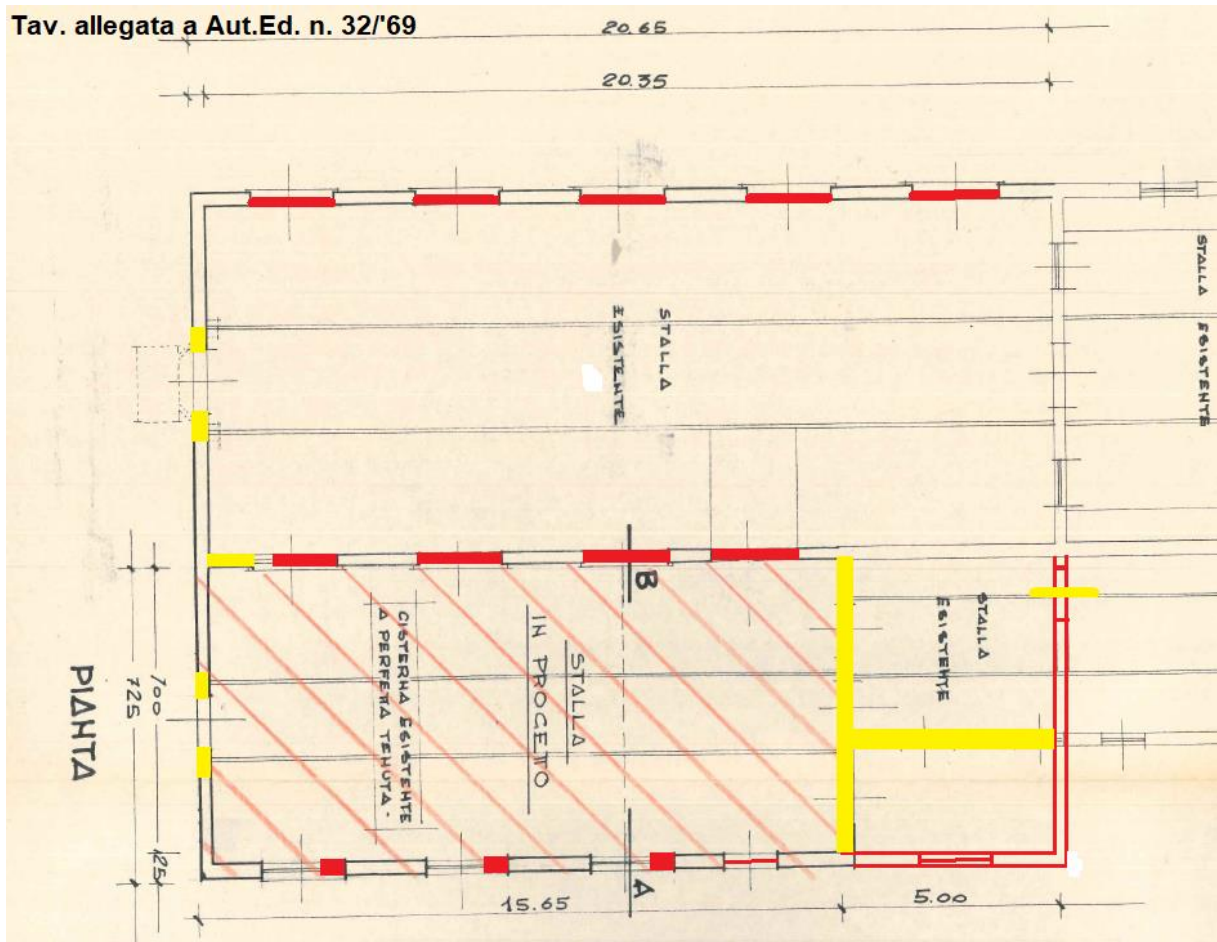 Tav. allegata a Aut.Ed. n. 32/'69
20.65
20.35
STALLA
ESISTENTE
STALLA ESISTENTE
B
STALLA
ESISTENTE
STALLA
IN PROGETTO
CISTERNA ESISTENTE
A PERFETTA TENUTA-
PIANTA
700
725
125
A
15.65
5.00